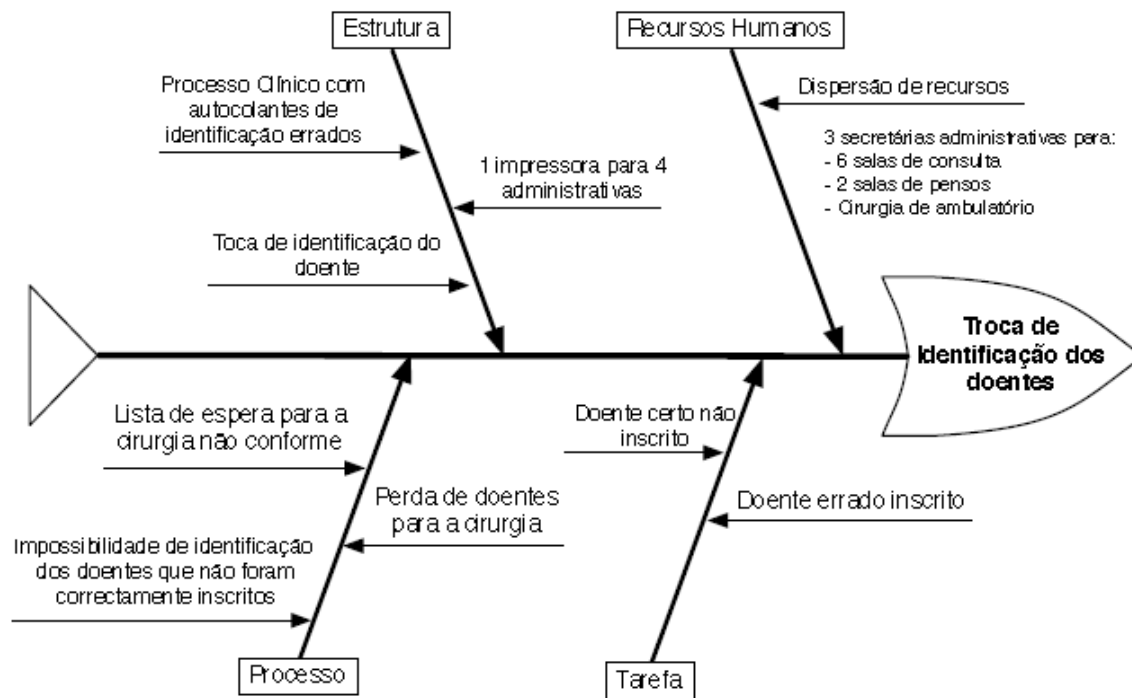 Estrutura
Recursos Humanos
Processo Clínico com
autocolantes de
identificação errados
1 impressora para 4
administrativas
Toca de identificação do
doente
Dispersão de recursos
3 secretárias administrativas para:
- 6 salas de consulta
- 2 salas de pensos
- Cirurgia de ambulatório
Troca de
Identificação dos
doentes
Lista de espera para a
cirurgia não conforme
Perda de doentes
para a cirurgia
Impossibilidade de identificação
dos doentes que não foram
correctamente inscritos
Doente certo não
inscrito
Doente errado inscrito
Processo
Tarefa